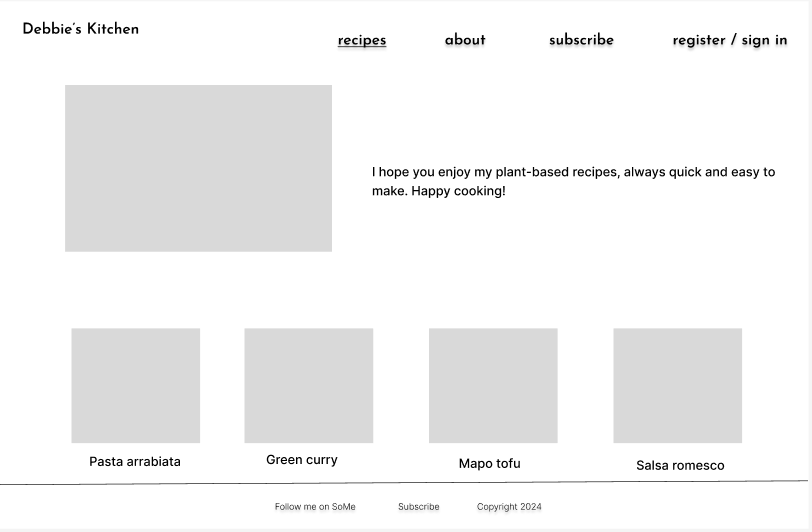 Debbie's Kitchen
recipes
about
subscribe
register / sign in
I hope you enjoy my plant-based recipes, always quick and easy to
make. Happy cooking!
Pasta arrabiata
Green curry
Mapo tofu
Salsa romesco
Follow me on SoMe
Subscribe
Copyright 2024